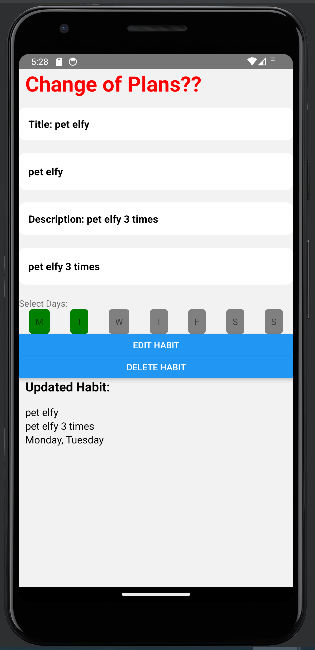 5:28
Change of Plans??
Title: pet elfy
pet elfy
Description: pet elfy 3 times
pet elfy 3 times
Select Days:
M T W T F S S
EDIT HABIT
DELETE HABIT
Updated Habit:
pet elfy
pet elfy 3 times
Monday, Tuesday